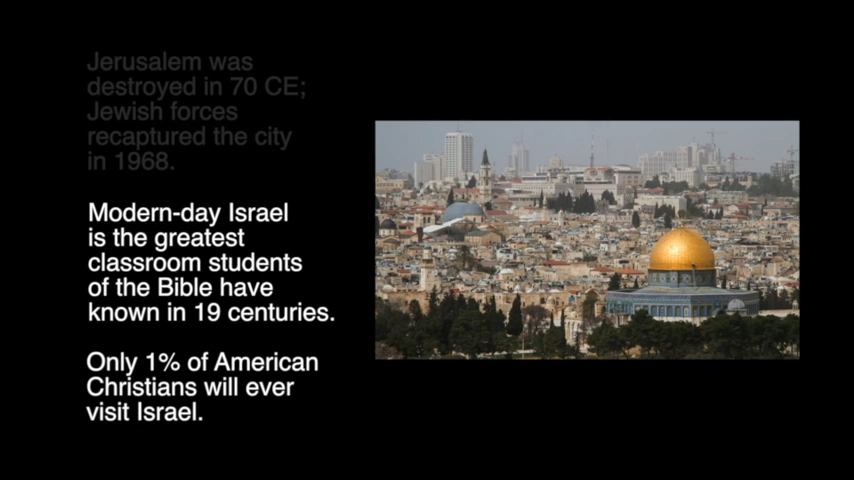 Jerusalem was
destroyed in 70 CE;
Jewish forces
recaptured the city
in 1968.
Modern-day Israel
is the greatest
classroom students
of the Bible have
known in 19 centuries.
Only 1% of American
Christians will ever
visit Israel.